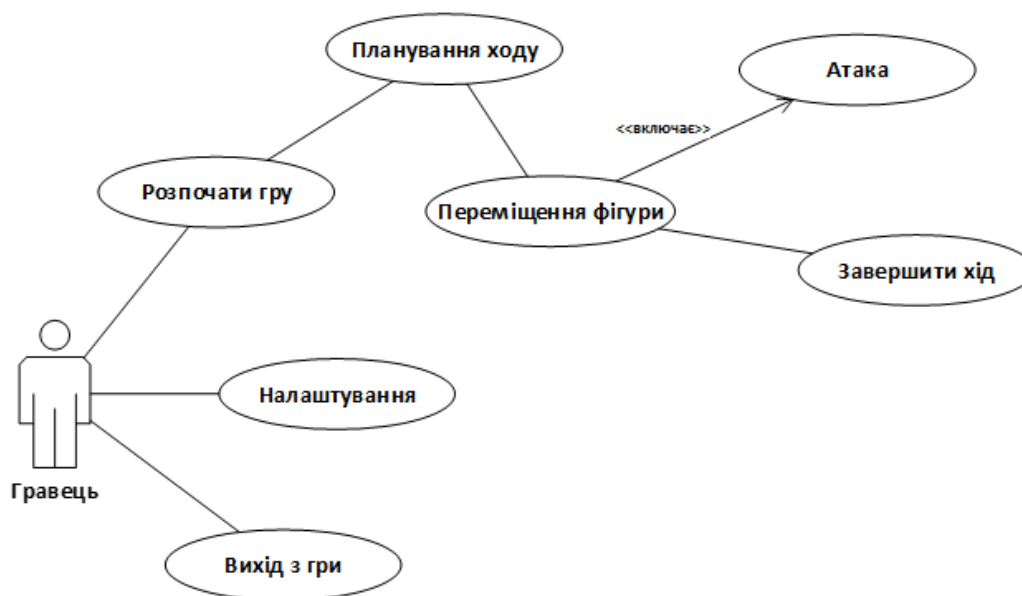 Планування ходу
Атака
<<включає>>
Розпочати гру
Переміщення фігури
Завершити хід
Налаштування
Гравець
Вихід з гри